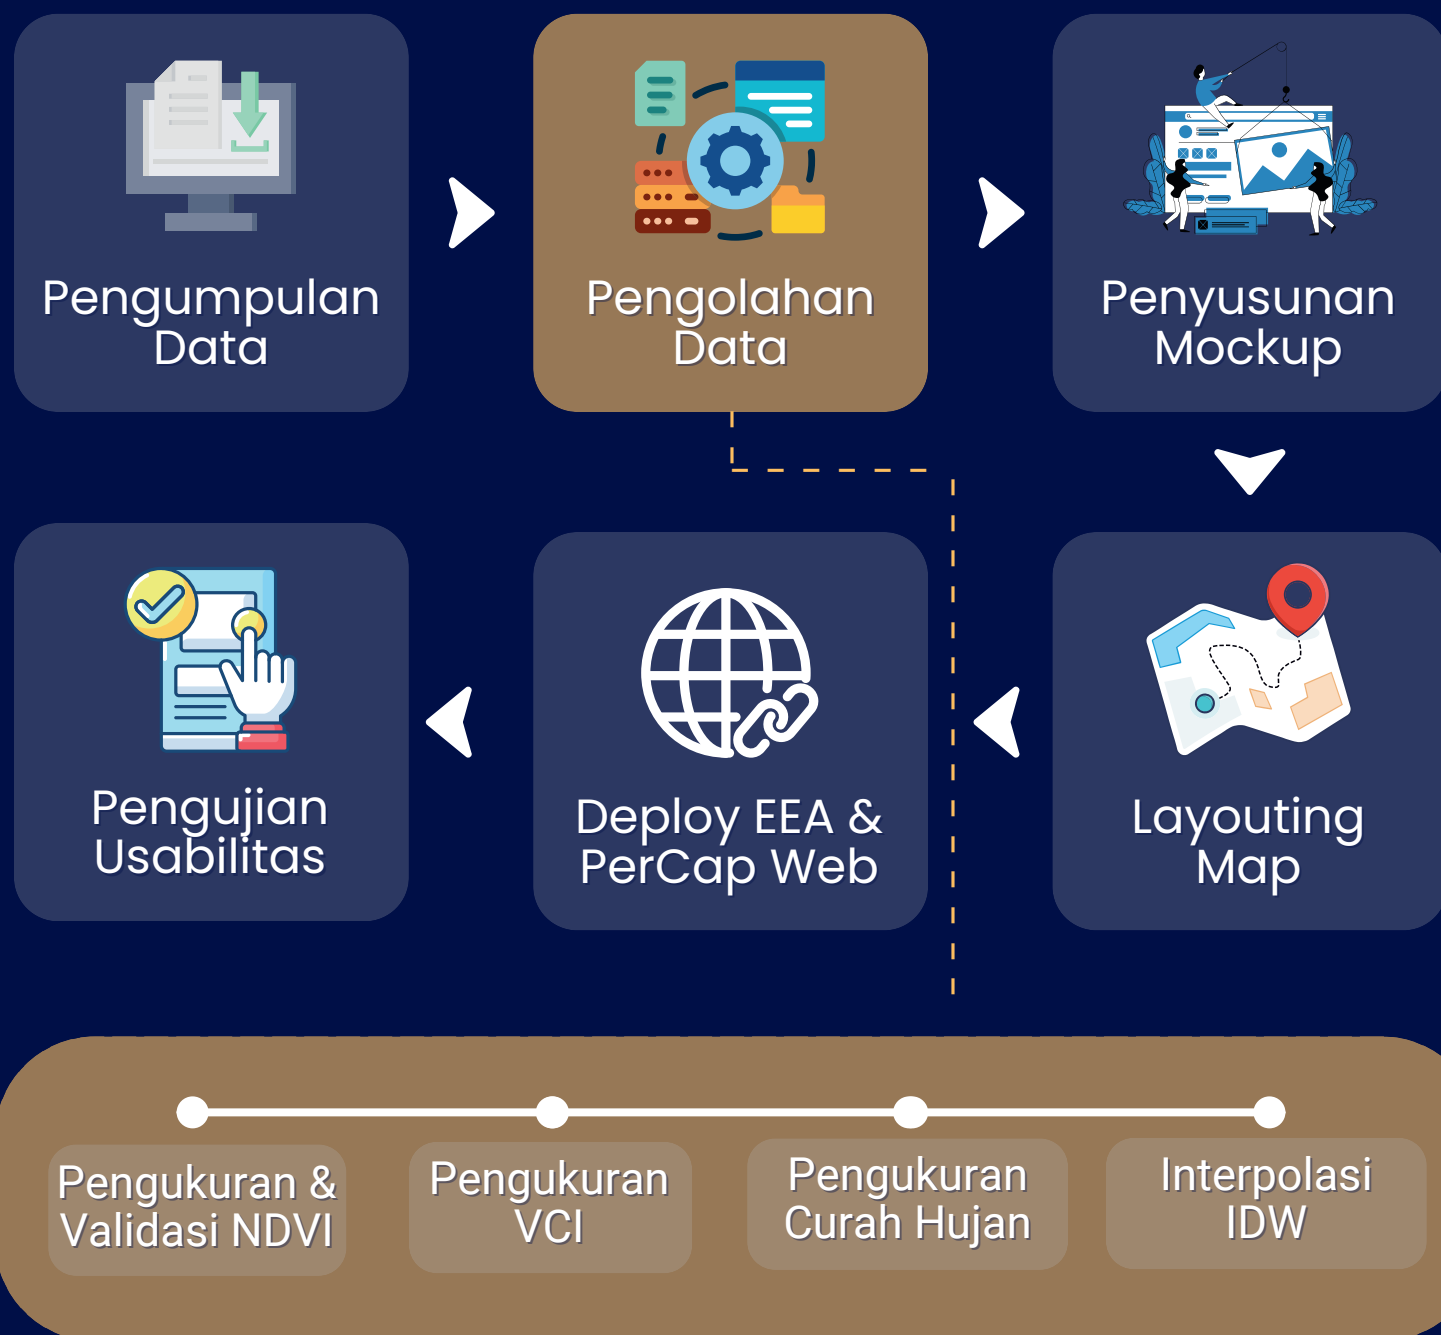 Pengumpulan
Data
Pengolahan
Data
Penyusunan
Mockup
Layouting
Map
Deploy EEA &
PerCap Web
Pengujian
Usabilitas
Pengukuran &
Validasi NDVI
Pengukuran
VCI
Pengukuran
Curah Hujan
Interpolasi
IDW